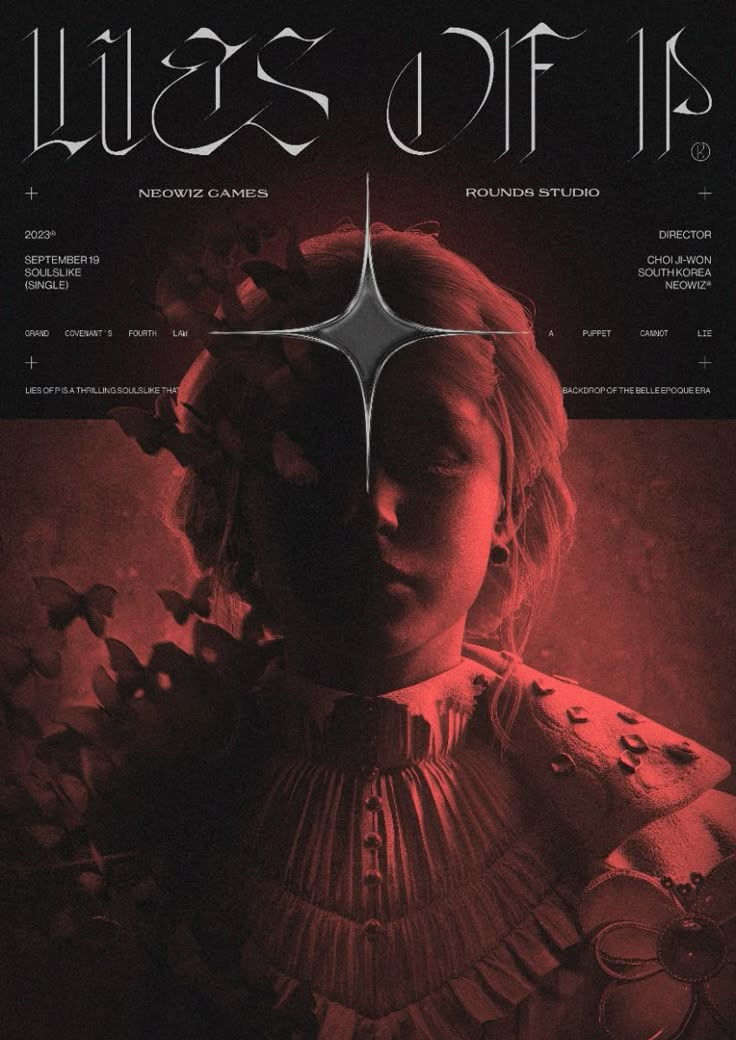 LIES OF P
NEOWIZ GAMES ROUND8 STUDIO
2023®
SEPTEMBER 19
SOULSLIKE
(SINGLE)
DIRECTOR
CHOI JI-WON
SOUTH KOREA
NEOWIZ®
GRAND COVENANT'S FOURTH LAW A PUPPET CANNOT LIE
LIES OF P IS A THRILLING SOULSLIKE THAT BACKDROP OF THE BELLE EPOQUE ERA